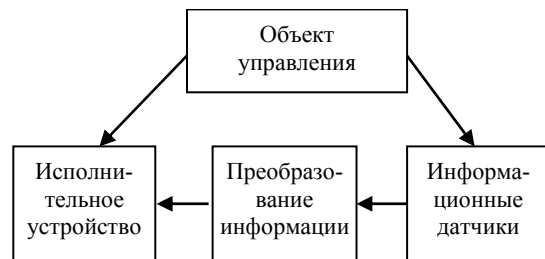 Объект
управления
Исполни-
тельное
устройство
Преобразо-
вание
информации
Информа-
ционные
датчики